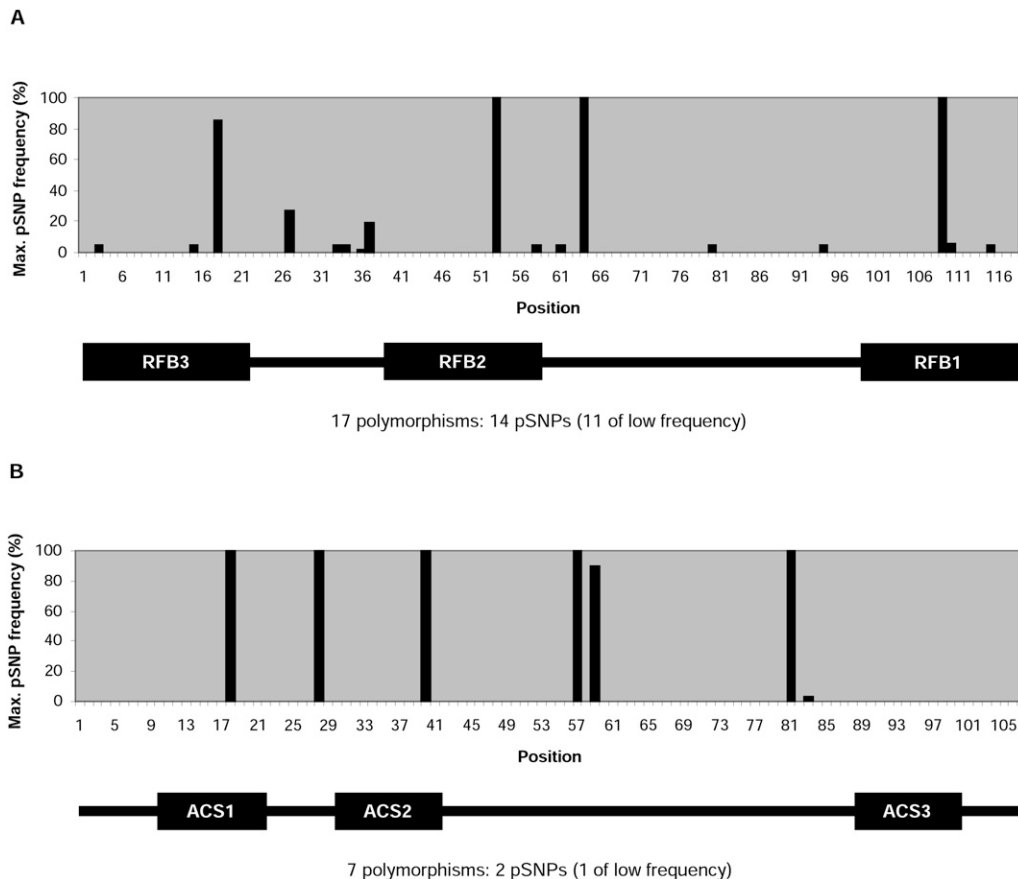 A
Max. pSNP frequency (%)
100
80
60
40
20
0
1 6 11 16 21 26 31 36 41 46 51 56 61 66 71 76 81 86 91 96 101 106 111 116
Position
RFB3 RFB2 RFB1
17 polymorphisms: 14 pSNPs (11 of low frequency)
B
Max. pSNP frequency (%)
100
80
60
40
20
0
1 5 9 13 17 21 25 29 33 37 41 45 49 53 57 61 65 69 73 77 81 85 89 93 97 101 105
Position
ACS1 ACS2 ACS3
7 polymorphisms: 2 pSNPs (1 of low frequency)